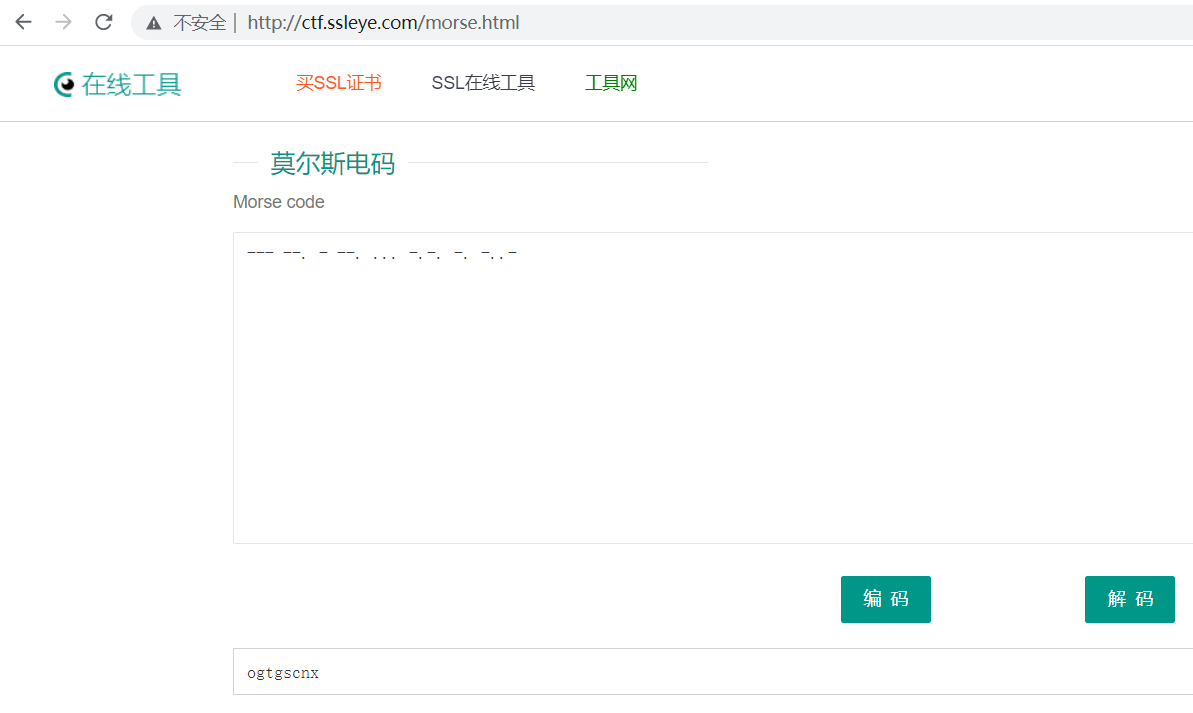 不安全 | http://ctf.ssleye.com/morse.html
在线工具 买SSL证书 SSL在线工具 工具网
莫尔斯电码
Morse code
--- --. - --. ... -.-. -. -..-
编 码 解 码
ogtgscnx